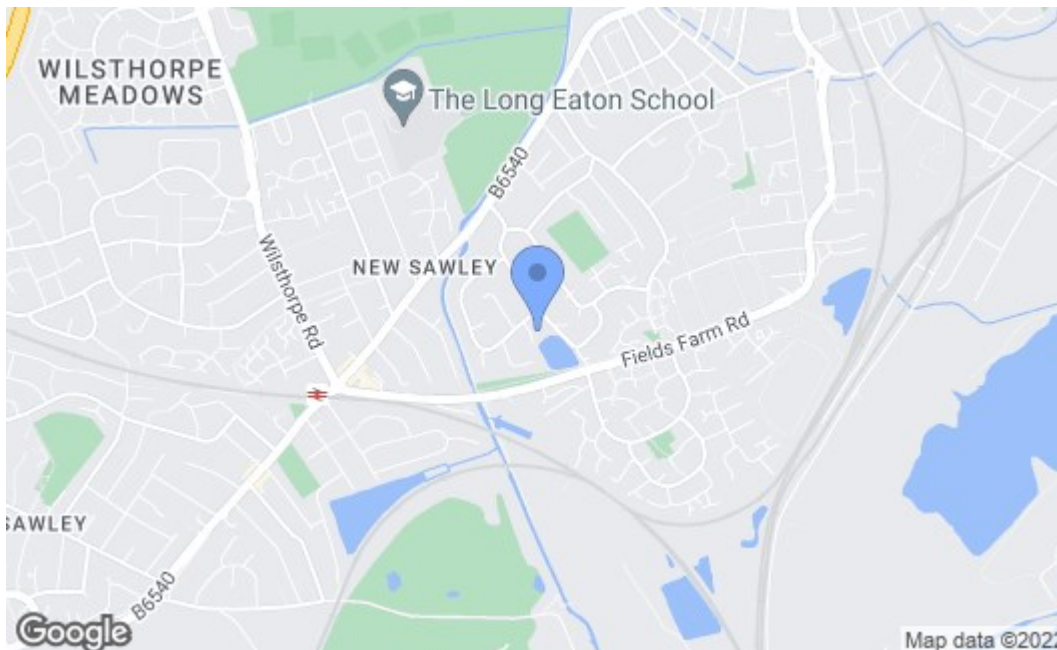 WILSTHORPE
MEADOWS
The Long Eaton School
B6540
Wilsthorpe Rd
NEW SAWLEY
Fields Farm Rd
SAWLEY
B6540
Google
Map data ©2022